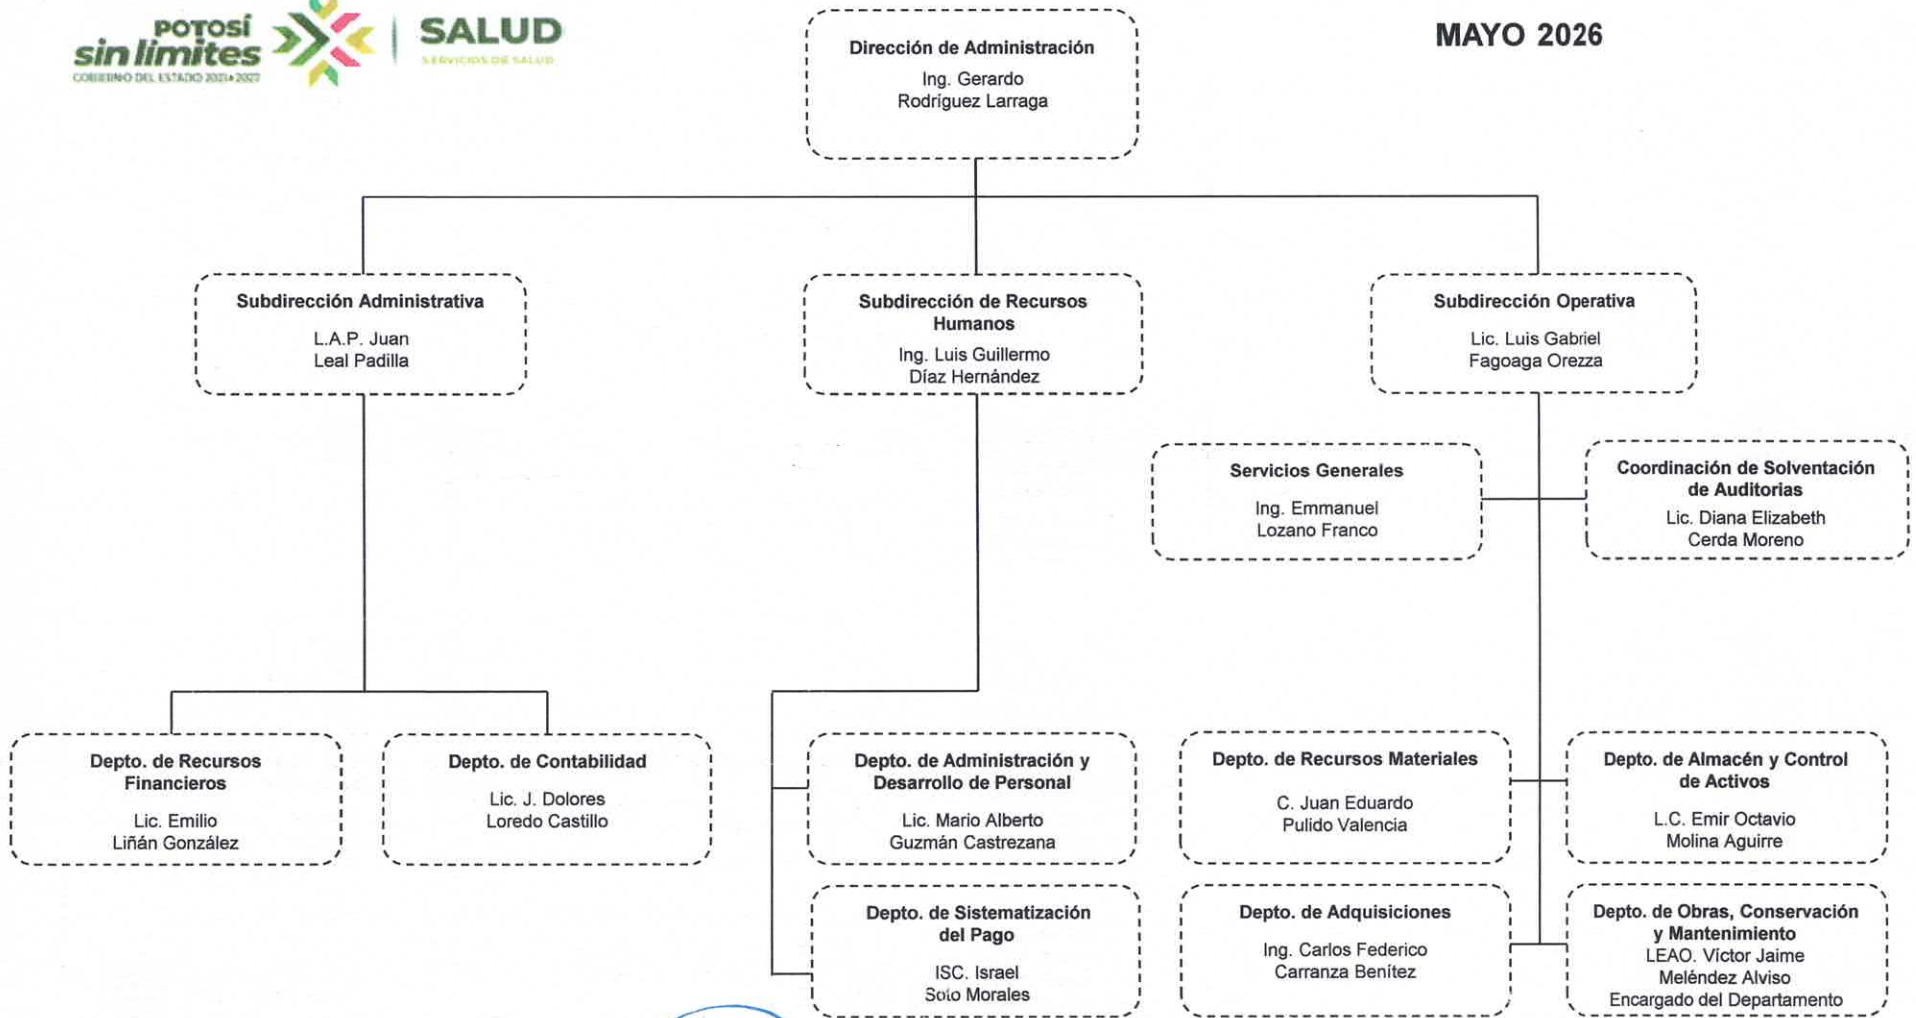 POTOSÍ
sin límites
GOBIERNO DEL ESTADO 2021•2027
SALUD
SERVICIOS DE SALUD
MAYO 2026
Dirección de Administración
Ing. Gerardo
Rodríguez Larraga
Subdirección Administrativa
L.A.P. Juan
Leal Padilla
Subdirección de Recursos
Humanos
Ing. Luis Guillermo
Díaz Hernández
Subdirección Operativa
Lic. Luis Gabriel
Fagoaga Orezza
Servicios Generales
Ing. Emmanuel
Lozano Franco
Coordinación de Solventación
de Auditorias
Lic. Diana Elizabeth
Cerda Moreno
Depto. de Recursos
Financieros
Lic. Emilio
Liñán González
Depto. de Contabilidad
Lic. J. Dolores
Loredo Castillo
Depto. de Administración y
Desarrollo de Personal
Lic. Mario Alberto
Guzmán Castrezana
Depto. de Recursos Materiales
C. Juan Eduardo
Pulido Valencia
Depto. de Almacén y Control
de Activos
L.C. Emir Octavio
Molina Aguirre
Depto. de Sistematización
del Pago
ISC. Israel
Soto Morales
Depto. de Adquisiciones
Ing. Carlos Federico
Carranza Benítez
Depto. de Obras, Conservación
y Mantenimiento
LEAO. Víctor Jaime
Meléndez Alviso
Encargado del Departamento